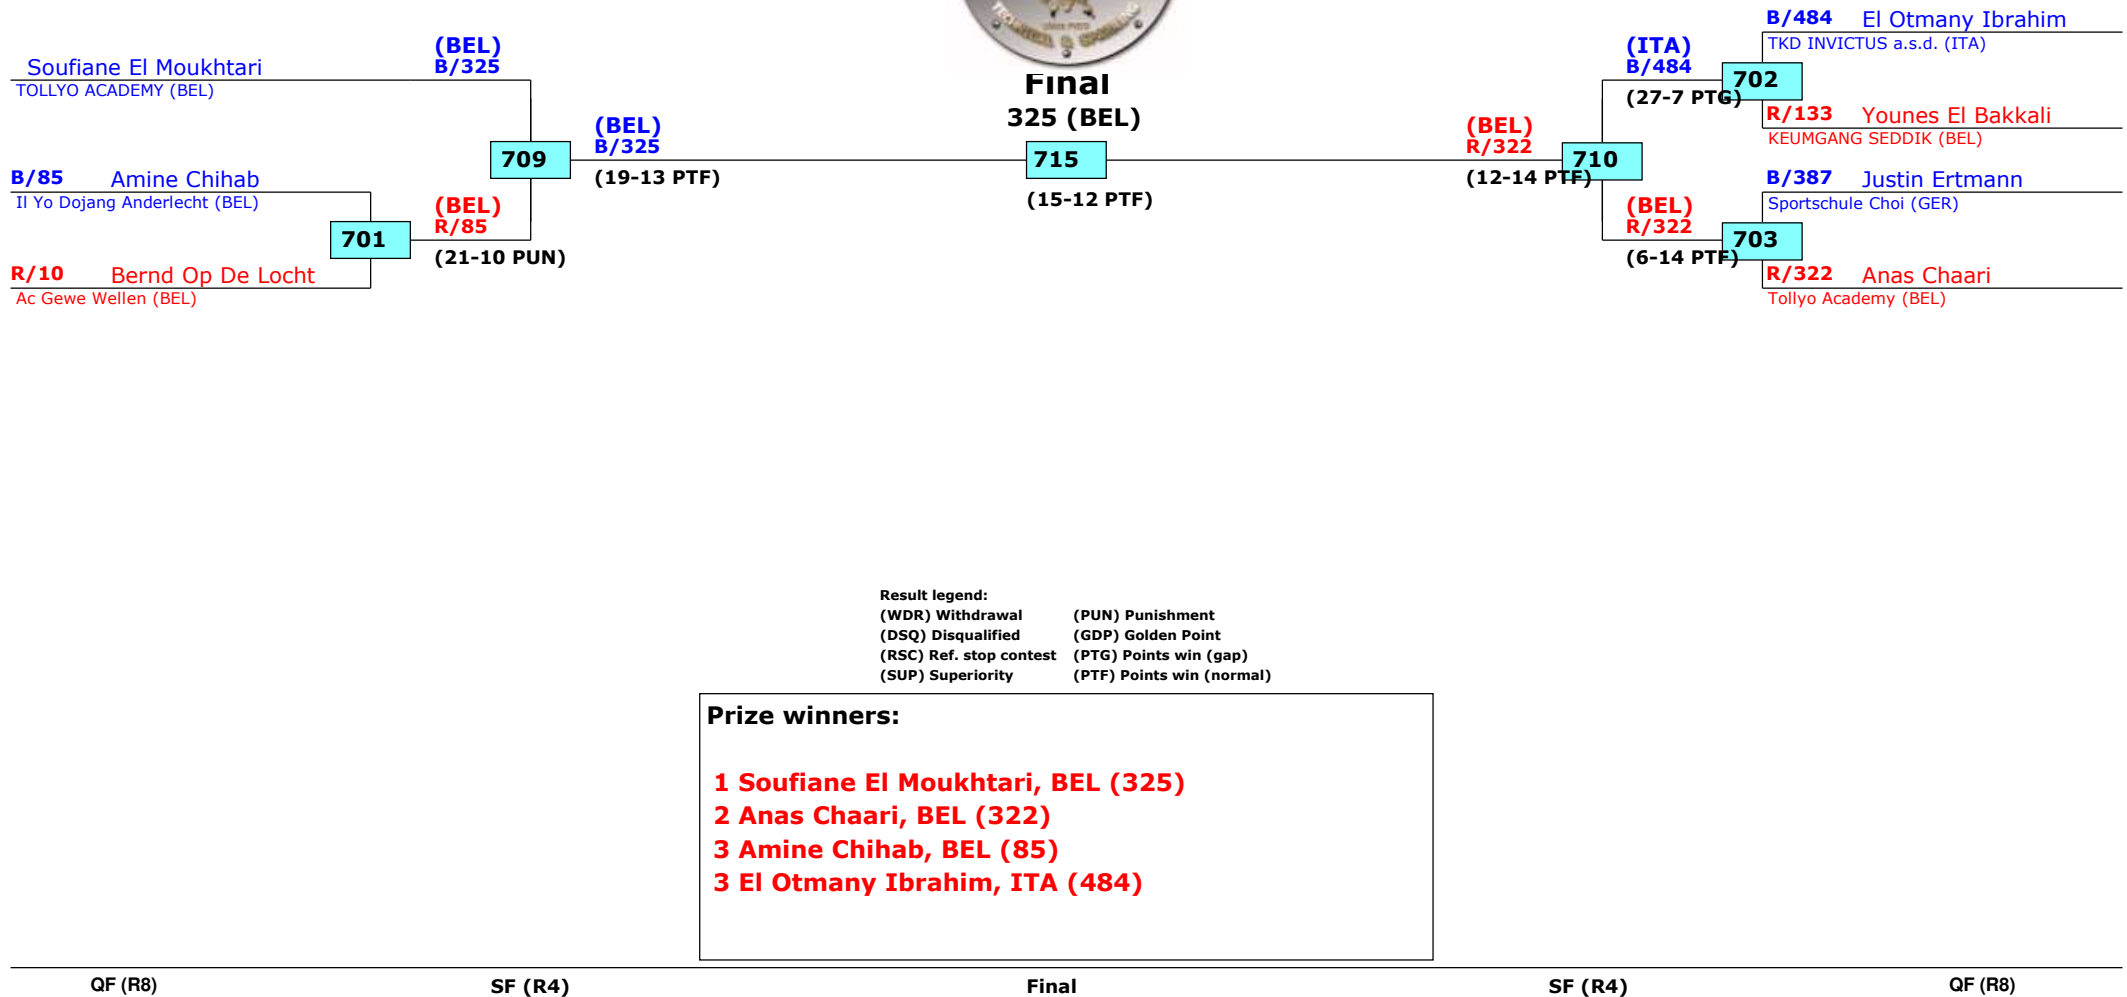 B/484 El Otmany Ibrahim
TKD INVICTUS a.s.d. (ITA)
(BEL)
B/325
Soufiane El Moukhtari
TOLLYO ACADEMY (BEL)
(ITA)
B/484
702
(27-7 PTG)
Final
325 (BEL)
R/133 Younes El Bakkali
KEUMGANG SEDDIK (BEL)
(BEL)
B/325
709
(19-13 PTF)
715
(15-12 PTF)
(BEL)
R/322
710
(12-14 PTF)
B/85 Amine Chihab
Il Yo Dojang Anderlecht (BEL)
B/387 Justin Ertmann
Sportschule Choi (GER)
701
(BEL)
R/85
(21-10 PUN)
(BEL)
R/322
703
(6-14 PTF)
R/10 Bernd Op De Locht
Ac Gewe Wellen (BEL)
R/322 Anas Chaari
Tollyo Academy (BEL)
Result legend:
(WDR) Withdrawal (PUN) Punishment
(DSQ) Disqualified (GDP) Golden Point
(RSC) Ref. stop contest (PTG) Points win (gap)
(SUP) Superiority (PTF) Points win (normal)
Prize winners:
1 Soufiane El Moukhtari, BEL (325)
2 Anas Chaari, BEL (322)
3 Amine Chihab, BEL (85)
3 El Otmany Ibrahim, ITA (484)
QF (R8) SF (R4) Final SF (R4) QF (R8)